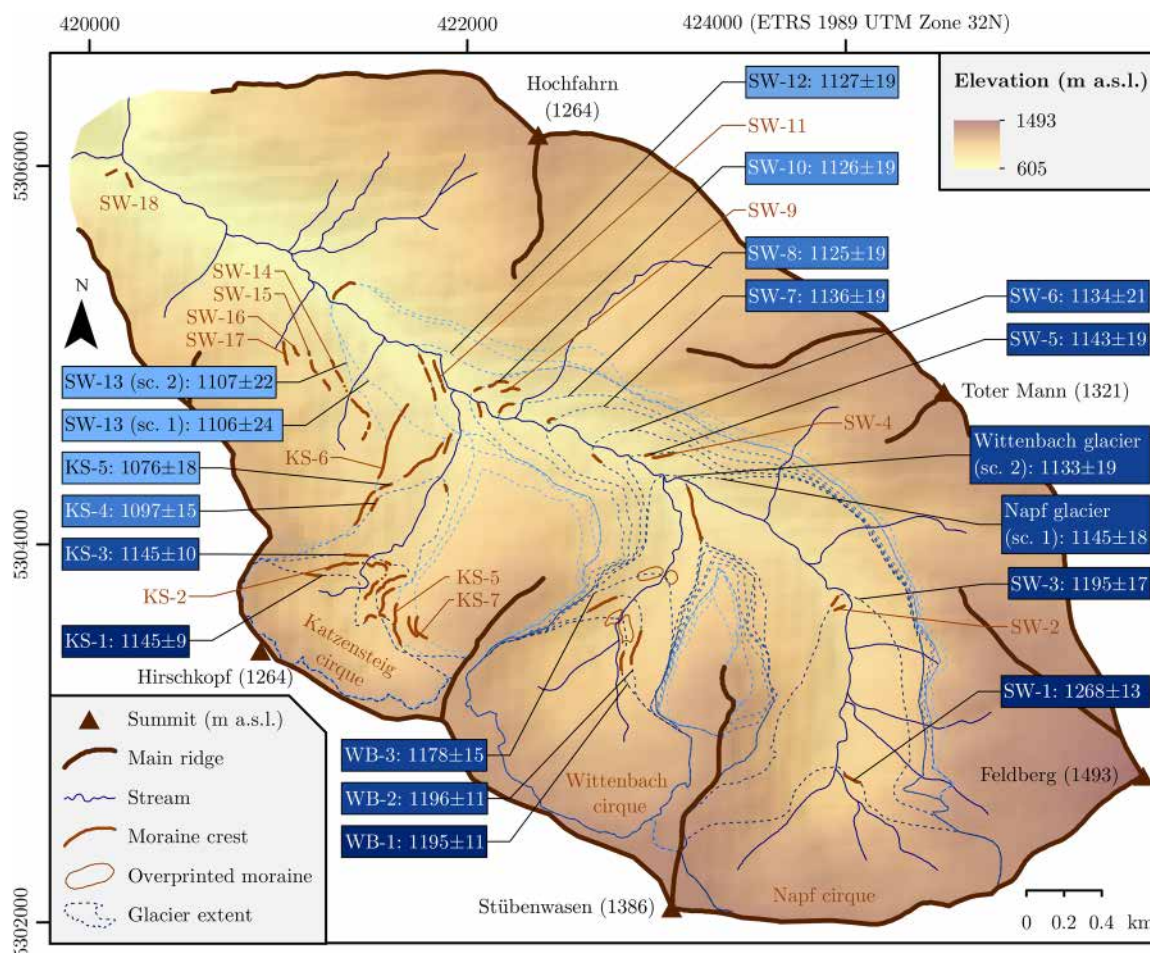 420000
422000
424000 (ETRS 1989 UTM Zone 32N)
5306000
5304000
5302000
Hochfahrn
(1264)
SW-12: 1127±19
SW-11
SW-10: 1126±19
SW-9
SW-8: 1125±19
SW-7: 1136±19
Elevation (m a.s.l.)
1493
605
SW-18
N
SW-14
SW-15
SW-16
SW-17
SW-6: 1134±21
SW-5: 1143±19
SW-13 (sc. 2): 1107±22
SW-13 (sc. 1): 1106±24
Toter Mann (1321)
SW-4
KS-6
KS-5: 1076±18
KS-4: 1097±15
KS-3: 1145±10
KS-2
KS-1: 1145±9
Wittenbach glacier
(sc. 2): 1133±19
Napf glacier
(sc. 1): 1145±18
SW-3: 1195±17
SW-2
KS-5
KS-7
Katzensteig
cirque
Hirschkopf (1264)
SW-1: 1268±13
WB-3: 1178±15
WB-2: 1196±11
WB-1: 1195±11
Wittenbach
cirque
Feldberg (1493)
Napf cirque
Stübenwasen (1386)
Summit (m a.s.l.)
Main ridge
Stream
Moraine crest
Overprinted moraine
Glacier extent
0 0.2 0.4 km